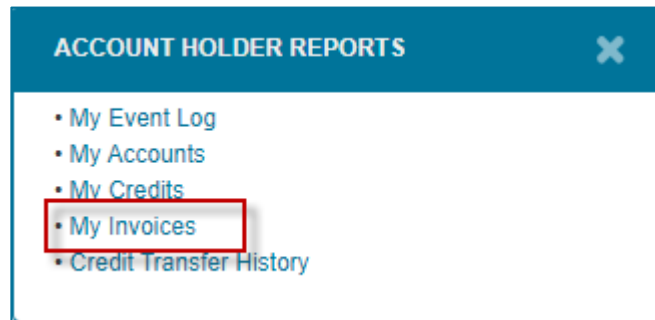 ACCOUNT HOLDER REPORTS
• My Event Log
• My Accounts
• My Credits
• My Invoices
• Credit Transfer History